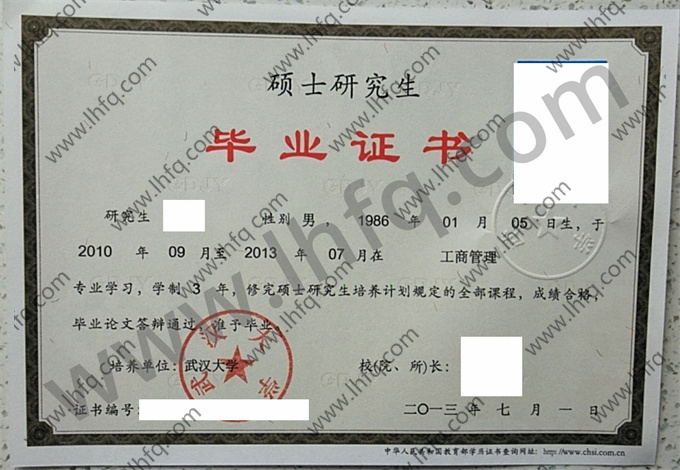 硕士研究生
毕业证书
研究生 性别 男，1986 年 01 月 05 日生，于
2010 年 09 月至 2013 年 07 月在 工商管理
专业学习，学制 3 年，修完硕士研究生培养计划规定的全部课程，成绩合格，
毕业论文答辩通过，准予毕业。
培养单位：武汉大学 校(院、所)长：
武汉大学
证书编号： 二〇一三年七月一日
中华人民共和国教育部学历证书查询网址：http://www.chsi.com.cn
www.lhfq.com